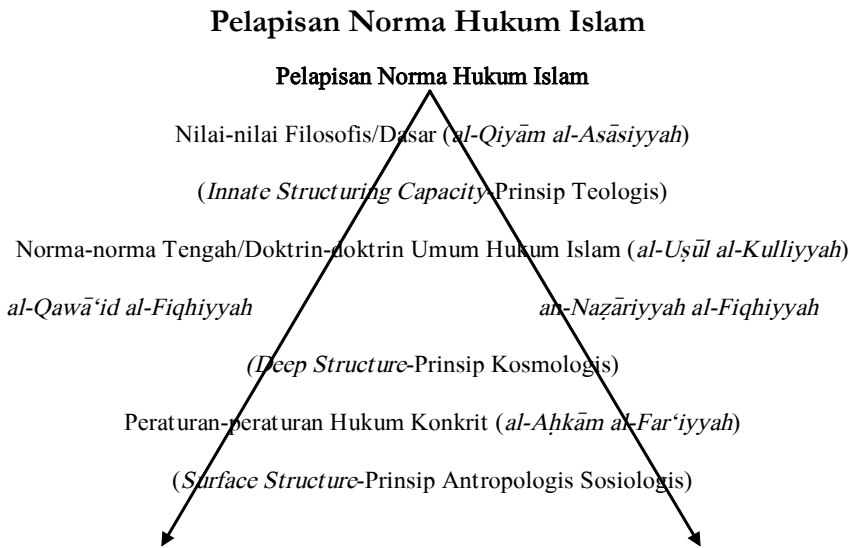 Pelapisan Norma Hukum Islam
Pelapisan Norma Hukum Islam
Nilai-nilai Filosofis/Dasar (al-Qiyām al-Asāsiyyah)
(Innate Structuring Capacity-Prinsip Teologis)
Norma-norma Tengah/Doktrin-doktrin Umum Hukum Islam (al-Uṣūl al-Kulliyyah)
al-Qawā‘id al-Fiqhiyyah an-Naẓāriyyah al-Fiqhiyyah
(Deep Structure-Prinsip Kosmologis)
Peraturan-peraturan Hukum Konkrit (al-Aḥkām al-Far‘iyyah)
(Surface Structure-Prinsip Antropologis Sosiologis)